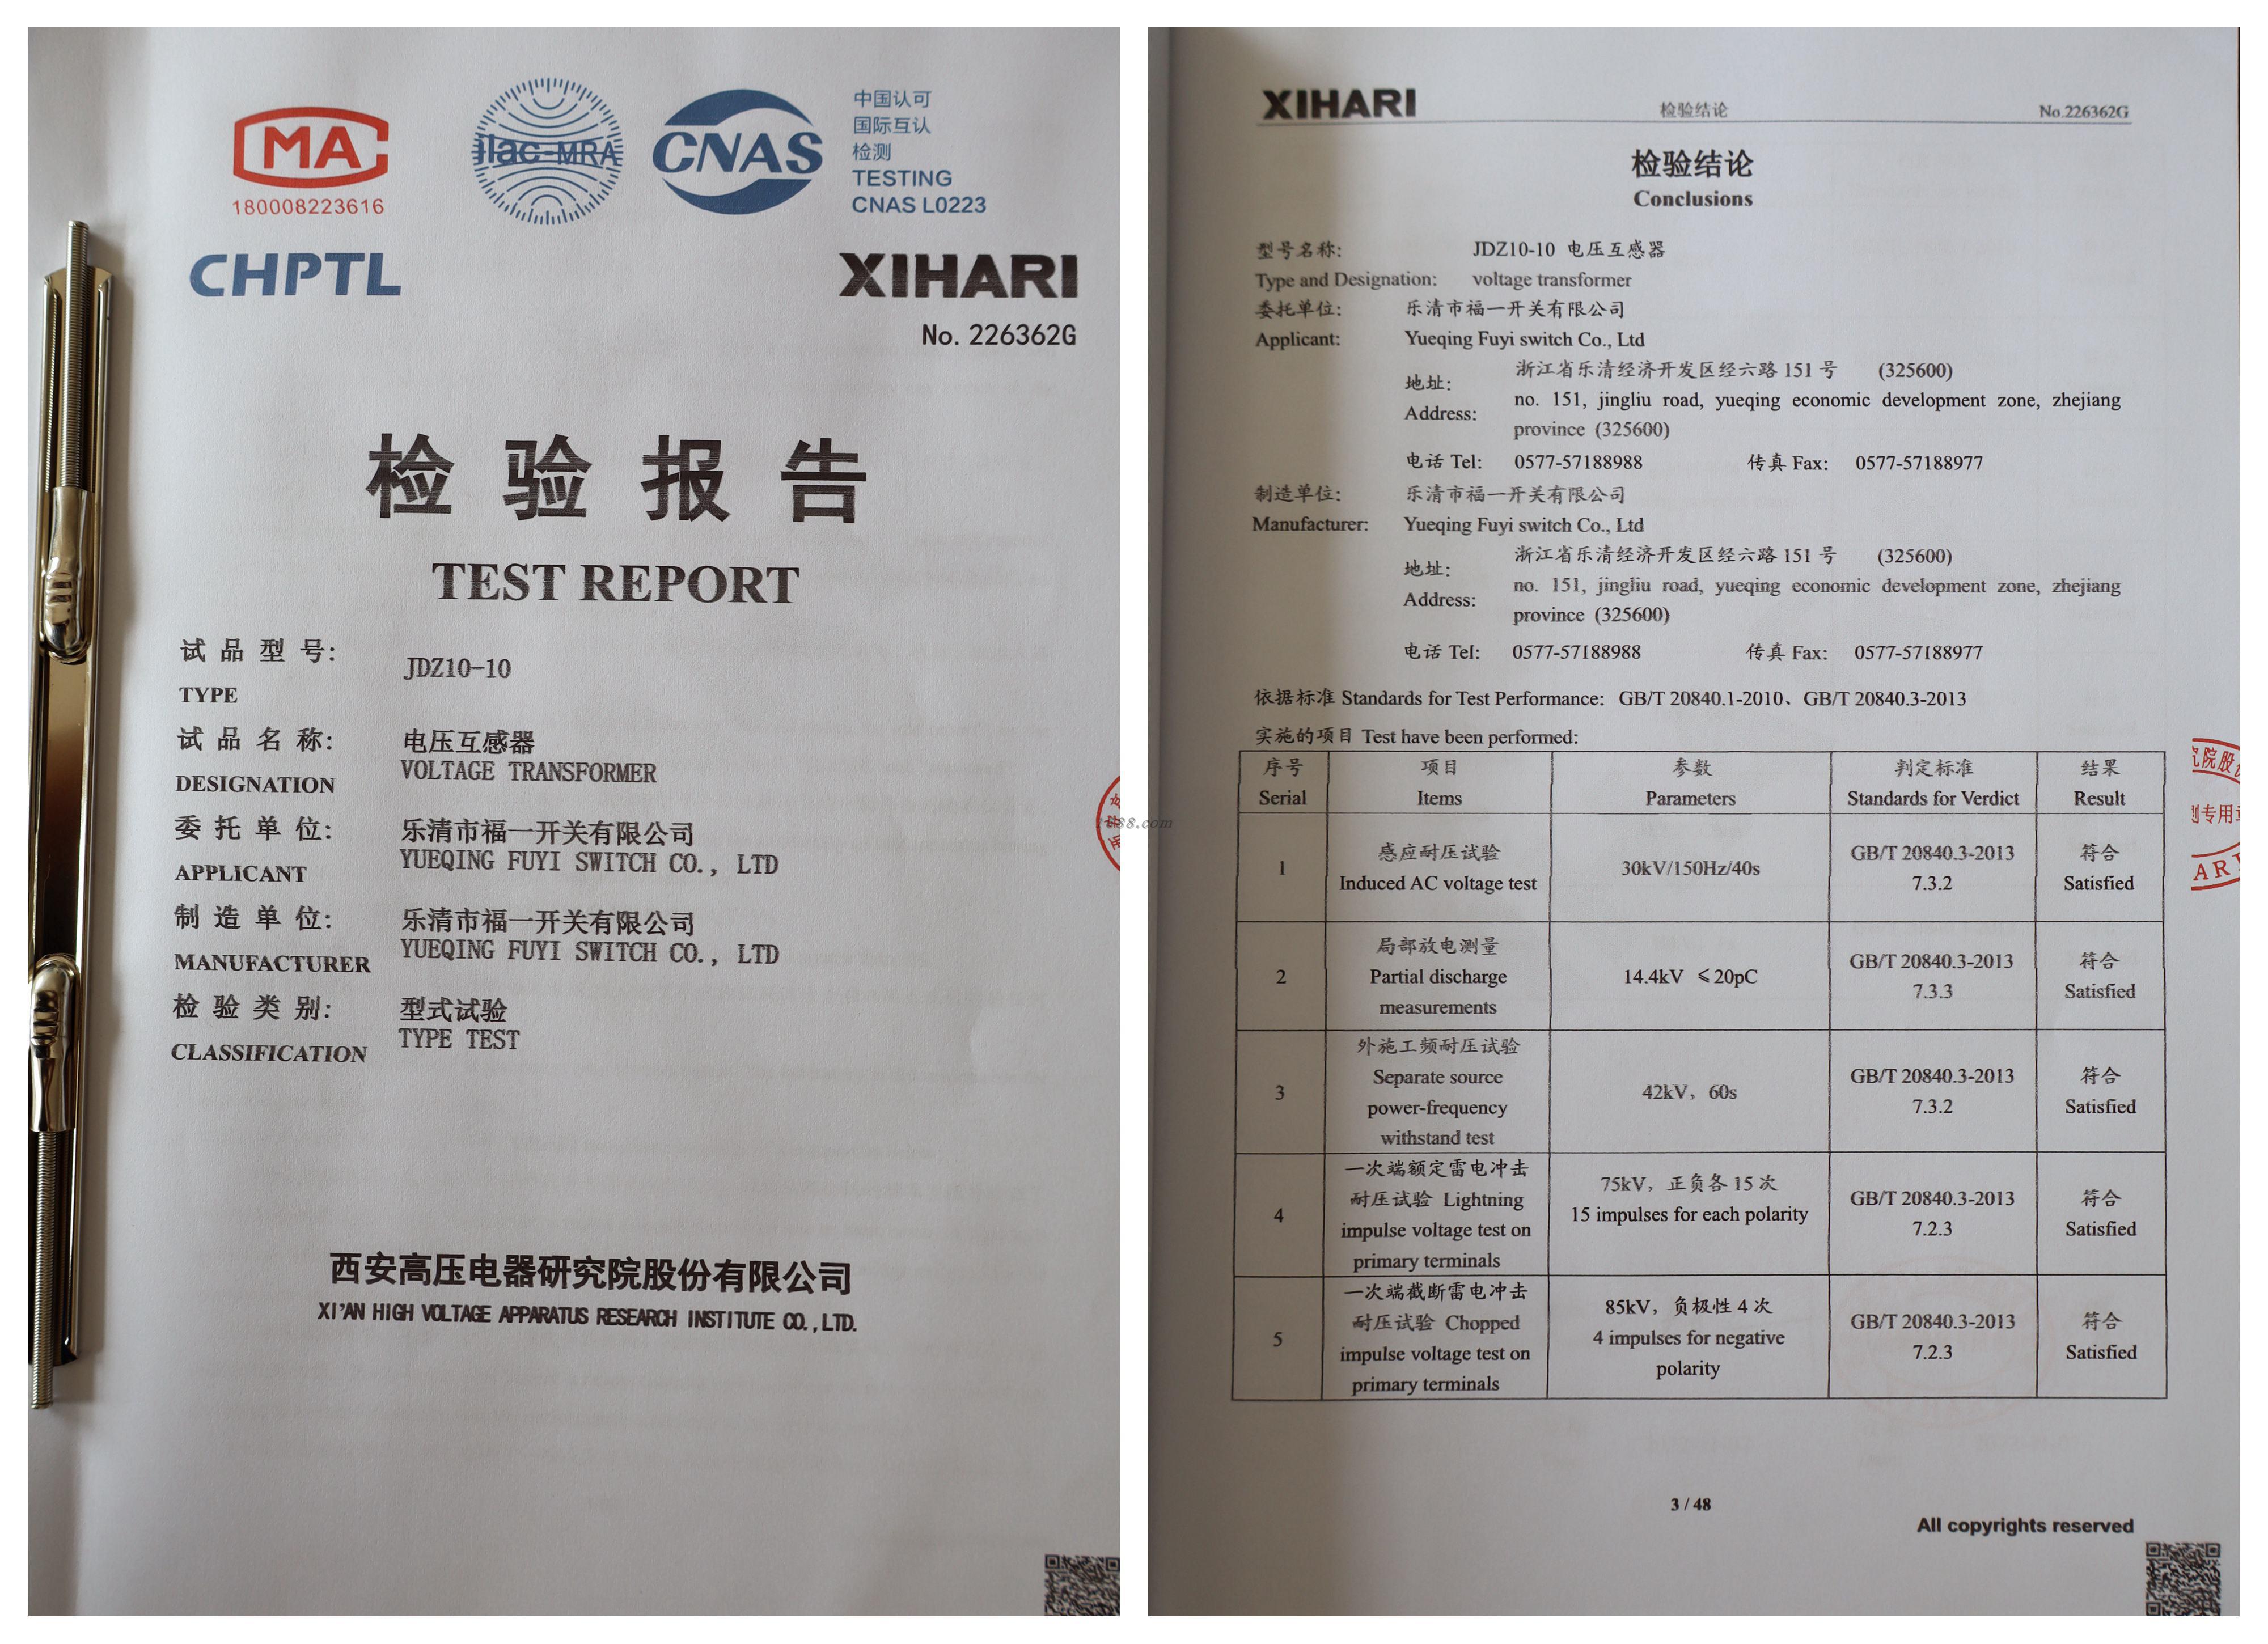 MA
180008223616
ilac-MRA
CNAS
中国认可
国际互认
检测
TESTING
CNAS L0223
CHPTL
XIHARI
No. 226362G
检验报告
TEST REPORT
试品型号: JDZ10-10
TYPE
试品名称: 电压互感器
DESIGNATION VOLTAGE TRANSFORMER
委托单位: 乐清市福一开关有限公司
APPLICANT YUEQING FUYI SWITCH CO., LTD
制造单位: 乐清市福一开关有限公司
MANUFACTURER YUEQING FUYI SWITCH CO., LTD
检验类别: 型式试验
CLASSIFICATION TYPE TEST
西安高压电器研究院股份有限公司
XI'AN HIGH VOLTAGE APPARATUS RESEARCH INSTITUTE CO.,LTD.
XIHARI 检验结论 No.226362G
检验结论
Conclusions
型号名称: JDZ10-10 电压互感器
Type and Designation: voltage transformer
委托单位: 乐清市福一开关有限公司
Applicant: Yueqing Fuyi switch Co., Ltd
地址: 浙江省乐清经济开发区经六路 151 号 (325600)
Address: no. 151, jingliu road, yueqing economic development zone, zhejiang
province (325600)
电话 Tel: 0577-57188988 传真 Fax: 0577-57188977
制造单位: 乐清市福一开关有限公司
Manufacturer: Yueqing Fuyi switch Co., Ltd
地址: 浙江省乐清经济开发区经六路 151 号 (325600)
Address: no. 151, jingliu road, yueqing economic development zone, zhejiang
province (325600)
电话 Tel: 0577-57188988 传真 Fax: 0577-57188977
依据标准 Standards for Test Performance: GB/T 20840.1-2010、GB/T 20840.3-2013
实施的项目 Test have been performed:
序号 项目 参数 判定标准 结果
Serial Items Parameters Standards for Verdict Result
1
感应耐压试验
Induced AC voltage test
30kV/150Hz/40s
GB/T 20840.3-2013
7.3.2
符合
Satisfied
2
局部放电测量
Partial discharge
measurements
14.4kV ≤20pC
GB/T 20840.3-2013
7.3.3
符合
Satisfied
3
外施工频耐压试验
Separate source
power-frequency
withstand test
42kV，60s
GB/T 20840.3-2013
7.3.2
符合
Satisfied
4
一次端额定雷电冲击
耐压试验 Lightning
impulse voltage test on
primary terminals
75kV，正负各 15 次
15 impulses for each polarity
GB/T 20840.3-2013
7.2.3
符合
Satisfied
5
一次端截断雷电冲击
耐压试验 Chopped
impulse voltage test on
primary terminals
85kV，负极性 4 次
4 impulses for negative
polarity
GB/T 20840.3-2013
7.2.3
符合
Satisfied
究院股
专用
ARI
3 / 48
All copyrights reserved